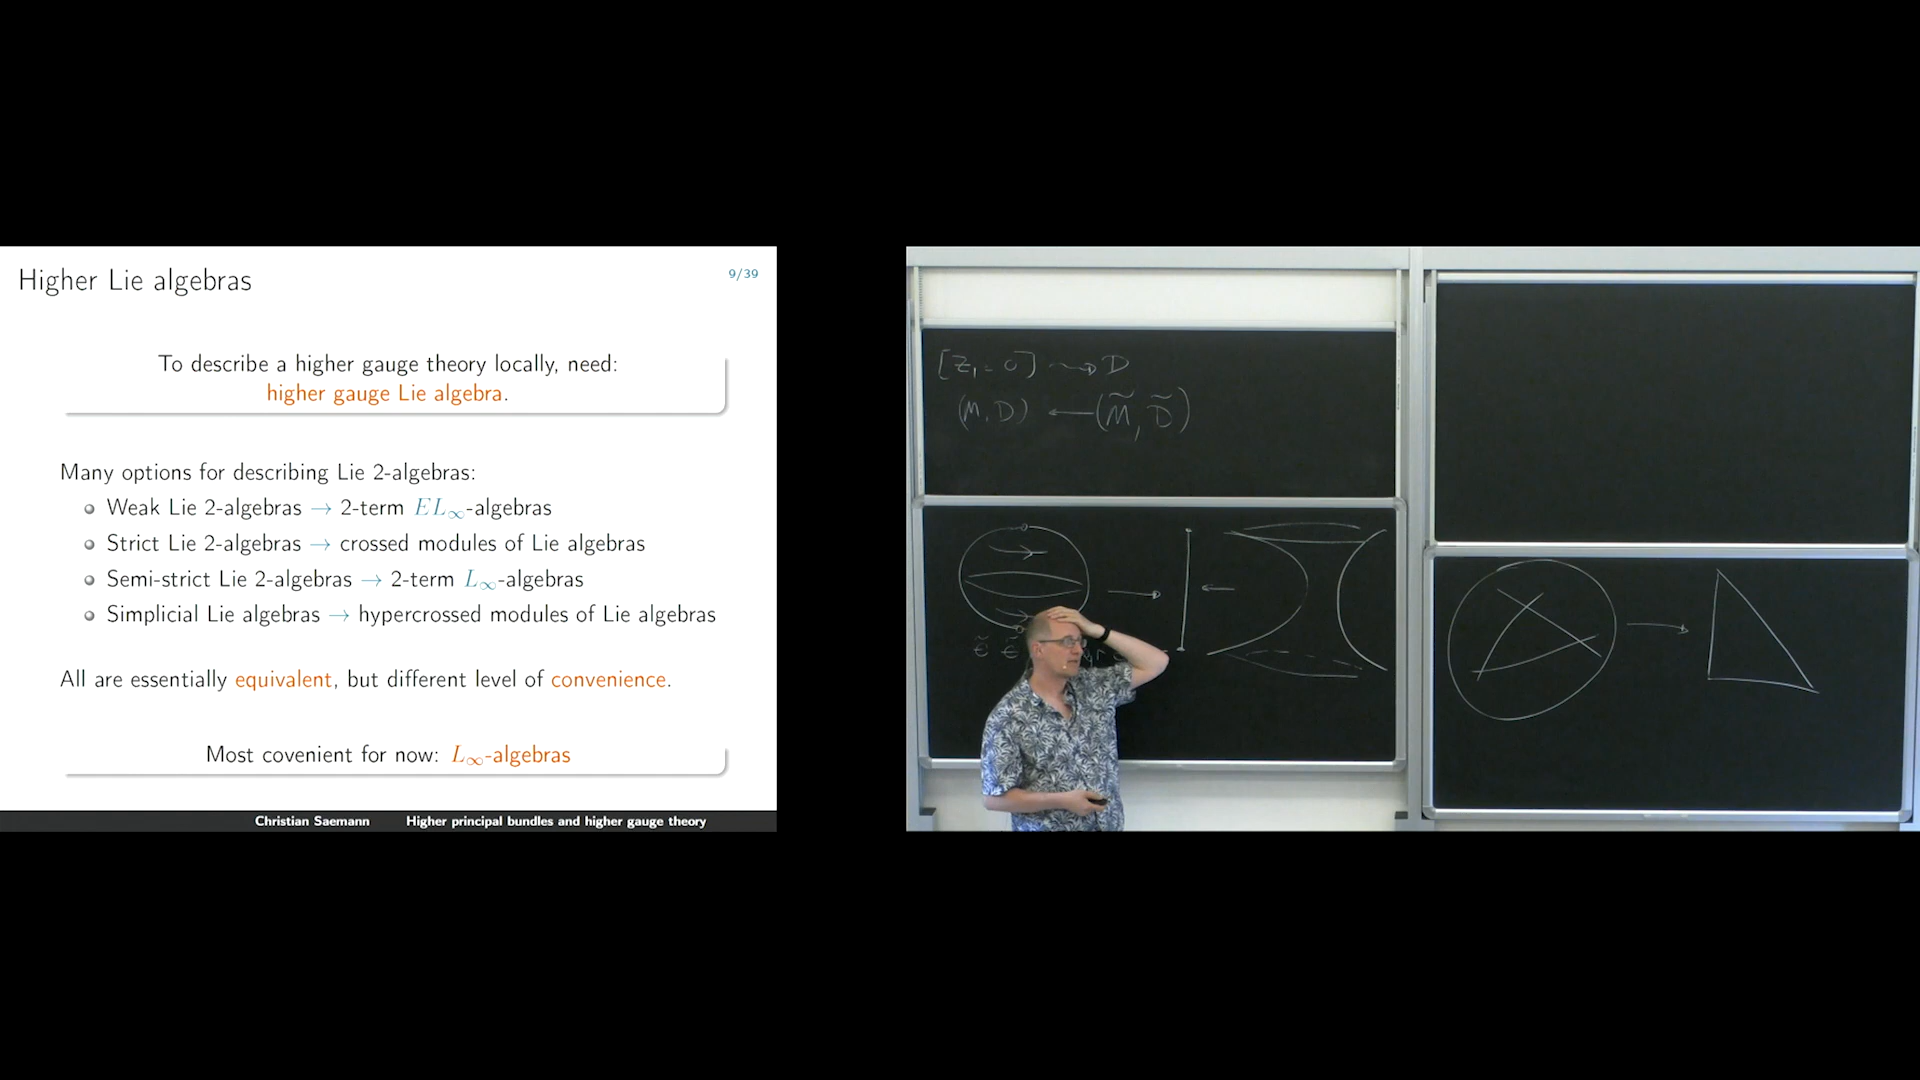 Higher Lie algebras
9/39
To describe a higher gauge theory locally, need:
higher gauge Lie algebra.
Many options for describing Lie 2-algebras:
Weak Lie 2-algebras → 2-term EL∞-algebras
Strict Lie 2-algebras → crossed modules of Lie algebras
Semi-strict Lie 2-algebras → 2-term L∞-algebras
Simplicial Lie algebras → hypercrossed modules of Lie algebras
All are essentially equivalent, but different level of convenience.
Most covenient for now: L∞-algebras
Christian Saemann Higher principal bundles and higher gauge theory
[Z₁=0] ⇝ D
(M,D) ← (M̃, D̃)